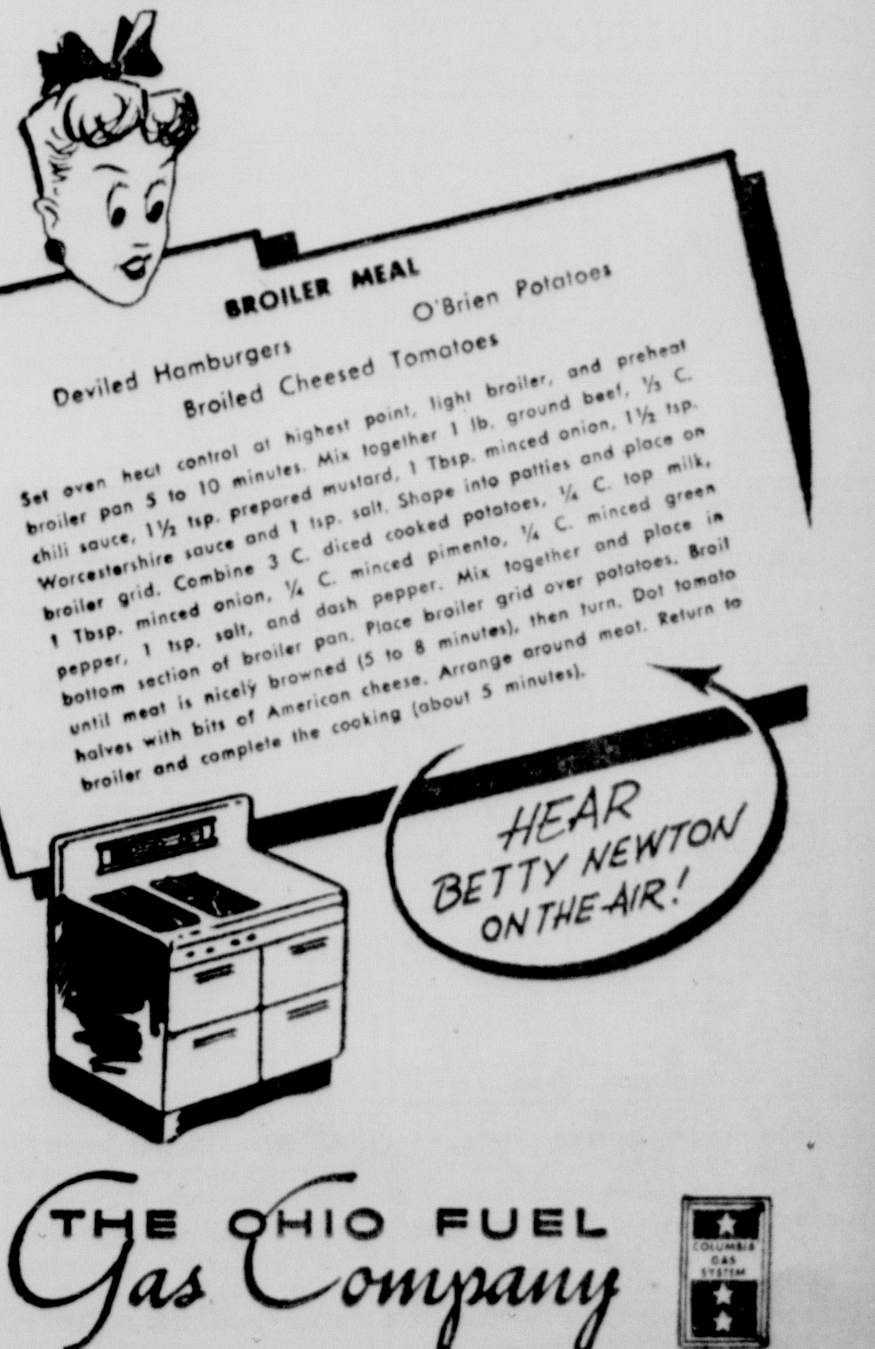 BROILER MEAL
Deviled Hamburgers O'Brien Potatoes
Broiled Cheesed Tomatoes
Set oven heat control at highest point, light broiler, and preheat
broiler pan 5 to 10 minutes. Mix together 1 lb. ground beef, ⅓ C.
chili sauce, 1½ tsp. prepared mustard, 1 Tbsp. minced onion, 1½ tsp.
Worcestershire sauce and 1 tsp. salt. Shape into patties and place on
broiler grid. Combine 3 C. diced cooked potatoes, ¼ C. top milk,
1 Tbsp. minced onion, ¼ C. minced pimento, ¼ C. minced green
pepper, 1 tsp. salt, and dash pepper. Mix together and place in
bottom section of broiler pan. Place broiler grid over potatoes. Broil
until meat is nicely browned (5 to 8 minutes), then turn. Dot tomato
halves with bits of American cheese. Arrange around meat. Return to
broiler and complete the cooking (about 5 minutes).
HEAR
BETTY NEWTON
ON THE AIR!
THE OHIO FUEL
Gas Company
COLUMBIA
GAS
SYSTEM